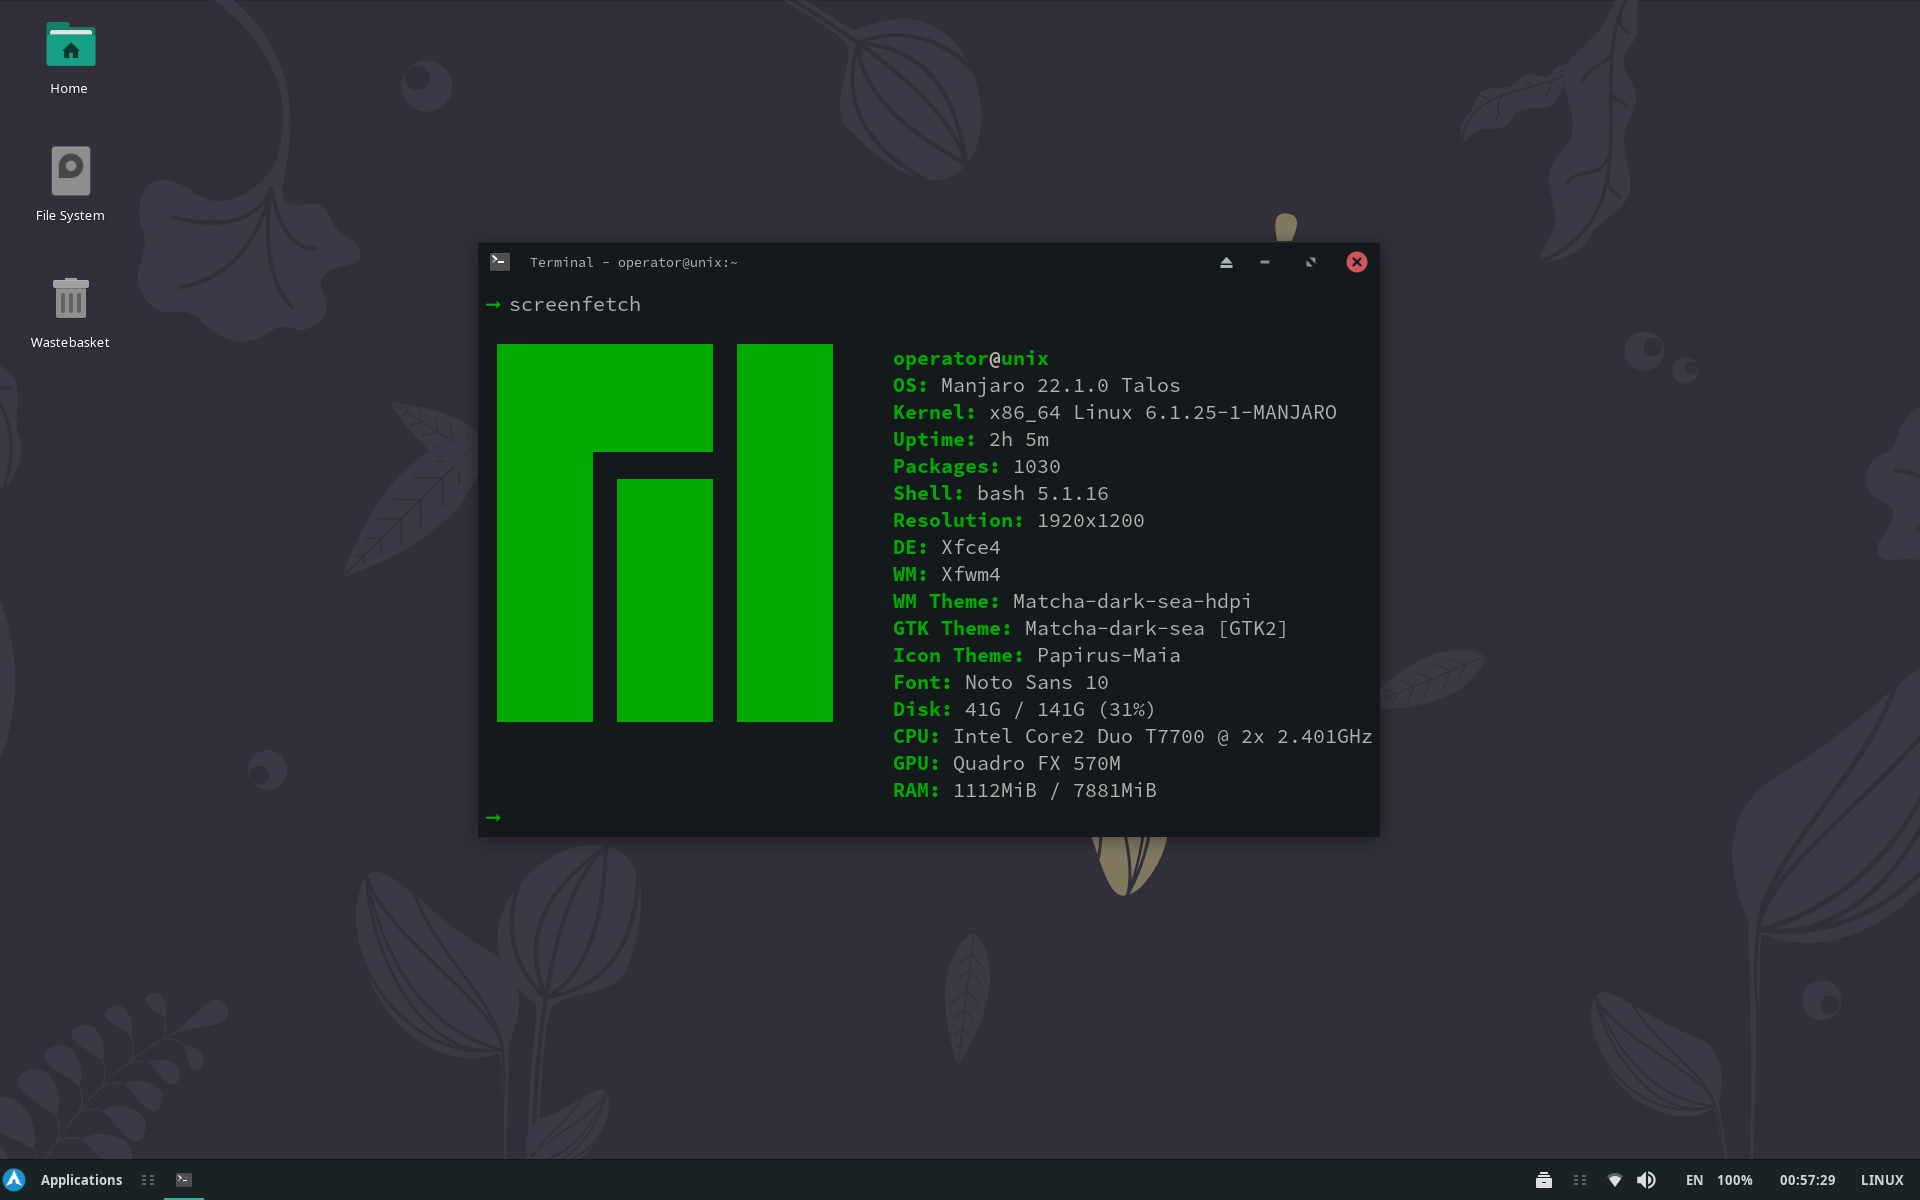 Home
File System
Wastebasket
Terminal - operator@unix:~
→ screenfetch
operator@unix
OS: Manjaro 22.1.0 Talos
Kernel: x86_64 Linux 6.1.25-1-MANJARO
Uptime: 2h 5m
Packages: 1030
Shell: bash 5.1.16
Resolution: 1920x1200
DE: Xfce4
WM: Xfwm4
WM Theme: Matcha-dark-sea-hdpi
GTK Theme: Matcha-dark-sea [GTK2]
Icon Theme: Papirus-Maia
Font: Noto Sans 10
Disk: 41G / 141G (31%)
CPU: Intel Core2 Duo T7700 @ 2x 2.401GHz
GPU: Quadro FX 570M
RAM: 1112MiB / 7881MiB
→
Applications EN 100% 00:57:29 LINUX